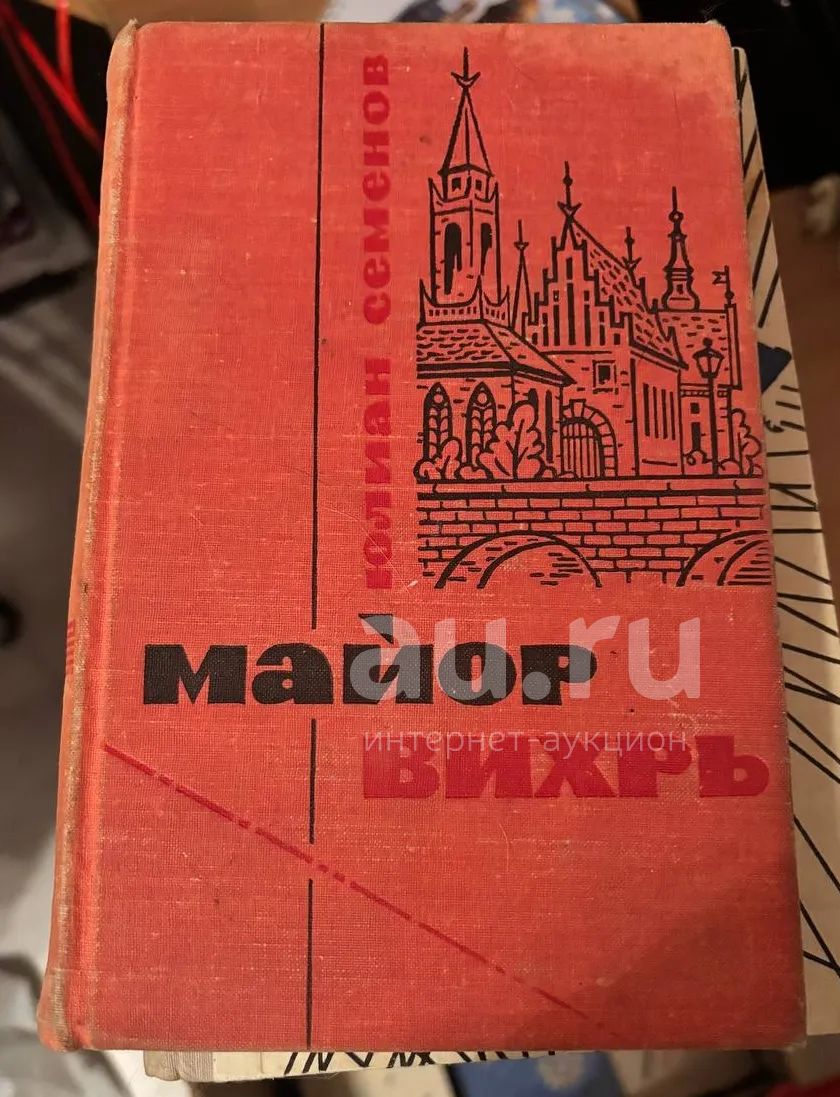 юлиан семенов
майор
вихрь
au.ru
интернет-аукцион